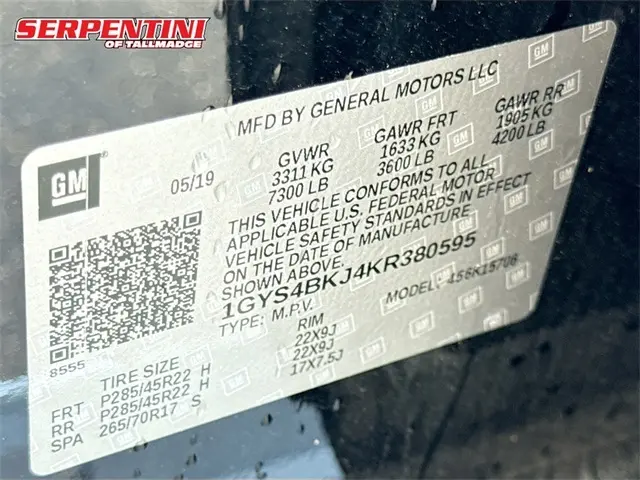 SERPENTINI
OF TALLMADGE
GM
MFD BY GENERAL MOTORS LLC
05/19
GVWR GAWR FRT GAWR RR
3311 KG 1633 KG 1905 KG
7300 LB 3600 LB 4200 LB
THIS VEHICLE CONFORMS TO ALL
APPLICABLE U.S. FEDERAL MOTOR
VEHICLE SAFETY STANDARDS IN EFFECT
ON THE DATE OF MANUFACTURE
SHOWN ABOVE.
1GYS4BKJ4KR380595
TYPE: M.P.V. MODEL:
8555
TIRE SIZE RIM
FRT P285/45R22 H 22X9J
RR P285/45R22 H 22X9J
SPA 265/70R17 S 17X7.5J